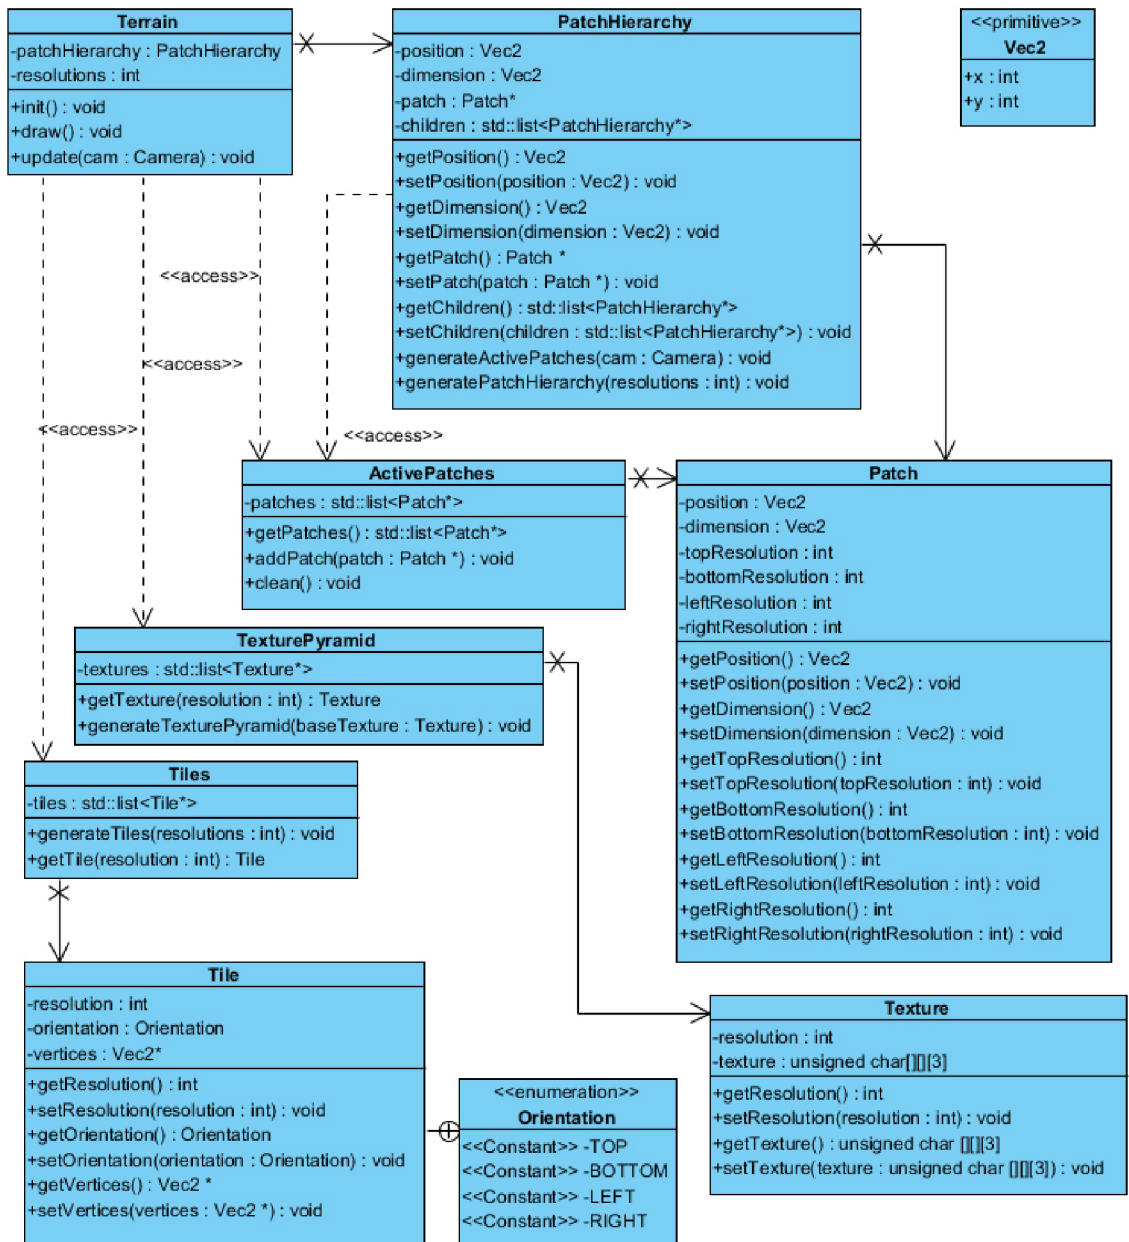 Terrain
-patchHierarchy : PatchHierarchy
-resolutions : int
+init() : void
+draw() : void
+update(cam : Camera) : void
PatchHierarchy
-position : Vec2
-dimension : Vec2
-patch : Patch*
-children : std::list<PatchHierarchy*>
+getPosition() : Vec2
+setPosition(position : Vec2) : void
+getDimension() : Vec2
+setDimension(dimension : Vec2) : void
+getPatch() : Patch *
+setPatch(patch : Patch *) : void
+getChildren() : std::list<PatchHierarchy*>
+setChildren(children : std::list<PatchHierarchy*>) : void
+generateActivePatches(cam : Camera) : void
+generatePatchHierarchy(resolutions : int) : void
<<primitive>>
Vec2
+x : int
+y : int
<<access>>
<<access>>
<<access>>
<<access>>
ActivePatches
-patches : std::list<Patch*>
+getPatches() : std::list<Patch*>
+addPatch(patch : Patch *) : void
+clean() : void
Patch
-position : Vec2
-dimension : Vec2
-topResolution : int
-bottomResolution : int
-leftResolution : int
-rightResolution : int
+getPosition() : Vec2
+setPosition(position : Vec2) : void
+getDimension() : Vec2
+setDimension(dimension : Vec2) : void
+getTopResolution() : int
+setTopResolution(topResolution : int) : void
+getBottomResolution() : int
+setBottomResolution(bottomResolution : int) : void
+getLeftResolution() : int
+setLeftResolution(leftResolution : int) : void
+getRightResolution() : int
+setRightResolution(rightResolution : int) : void
TexturePyramid
-textures : std::list<Texture*>
+getTexture(resolution : int) : Texture
+generateTexturePyramid(baseTexture : Texture) : void
Tiles
-tiles : std::list<Tile*>
+generateTiles(resolutions : int) : void
+getTile(resolution : int) : Tile
Tile
-resolution : int
-orientation : Orientation
-vertices : Vec2*
+getResolution() : int
+setResolution(resolution : int) : void
+getOrientation() : Orientation
+setOrientation(orientation : Orientation) : void
+getVertices() : Vec2 *
+setVertices(vertices : Vec2 *) : void
<<enumeration>>
Orientation
<<Constant>> -TOP
<<Constant>> -BOTTOM
<<Constant>> -LEFT
<<Constant>> -RIGHT
Texture
-resolution : int
-texture : unsigned char[][][3]
+getResolution() : int
+setResolution(resolution : int) : void
+getTexture() : unsigned char [][][3]
+setTexture(texture : unsigned char [][][3]) : void